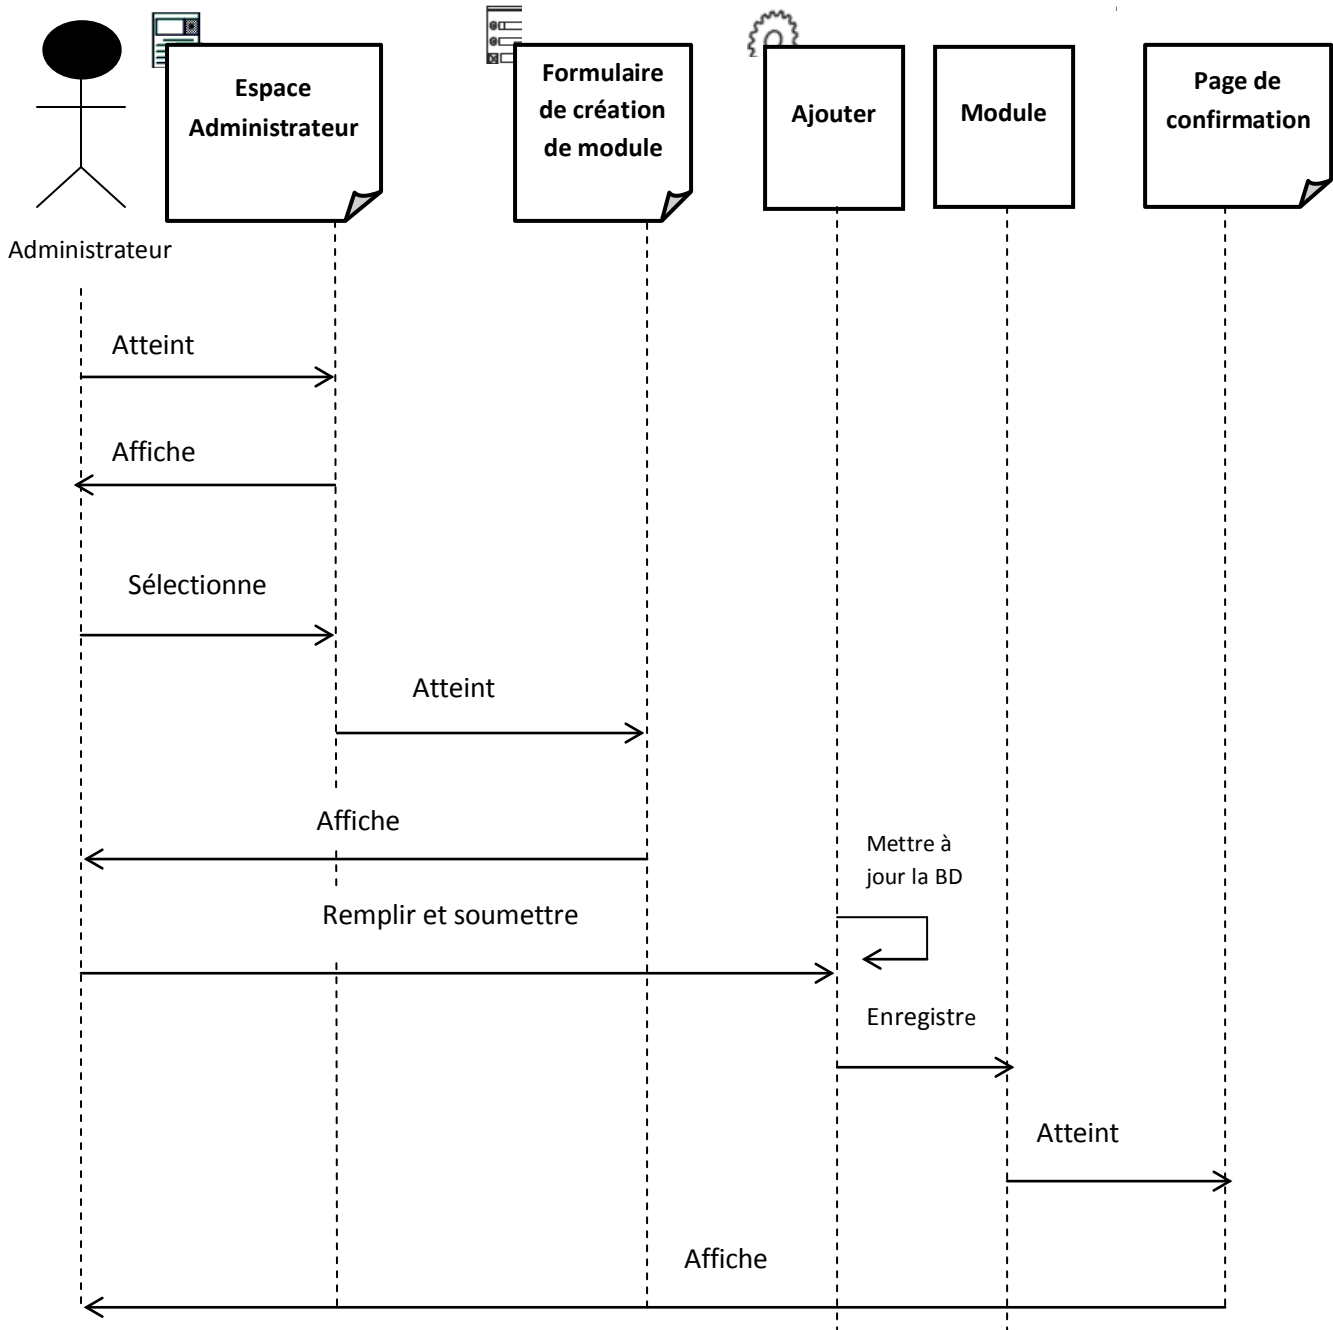 Espace
Administrateur
Formulaire
de création
de module
Ajouter
Module
Page de
confirmation
Administrateur
Atteint
Affiche
Sélectionne
Atteint
Affiche
Mettre à
jour la BD
Remplir et soumettre
Enregistre
Atteint
Affiche